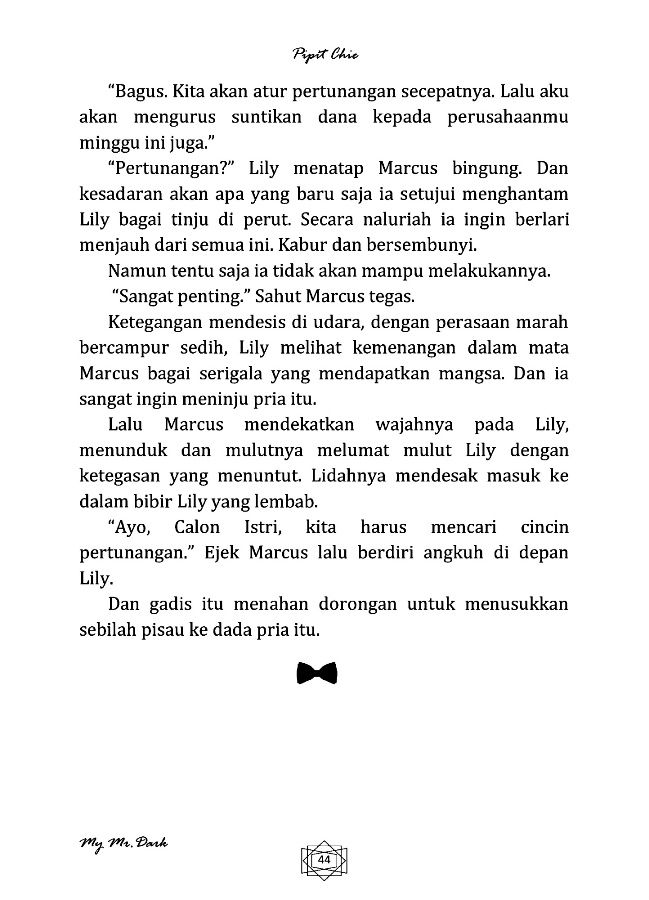 Pipit Chie
“Bagus. Kita akan atur pertunangan secepatnya. Lalu aku
akan mengurus suntikan dana kepada perusahaanmu
minggu ini juga.”
“Pertunangan?” Lily menatap Marcus bingung. Dan
kesadaran akan apa yang baru saja ia setujui menghantam
Lily bagai tinju di perut. Secara naluriah ia ingin berlari
menjauh dari semua ini. Kabur dan bersembunyi.
Namun tentu saja ia tidak akan mampu melakukannya.
“Sangat penting.” Sahut Marcus tegas.
Ketegangan mendesis di udara, dengan perasaan marah
bercampur sedih, Lily melihat kemenangan dalam mata
Marcus bagai serigala yang mendapatkan mangsa. Dan ia
sangat ingin meninju pria itu.
Lalu Marcus mendekatkan wajahnya pada Lily,
menunduk dan mulutnya melumat mulut Lily dengan
ketegasan yang menuntut. Lidahnya mendesak masuk ke
dalam bibir Lily yang lembab.
“Ayo, Calon Istri, kita harus mencari cincin
pertunangan.” Ejek Marcus lalu berdiri angkuh di depan
Lily.
Dan gadis itu menahan dorongan untuk menusukkan
sebilah pisau ke dada pria itu.
My Mr. Dark
44